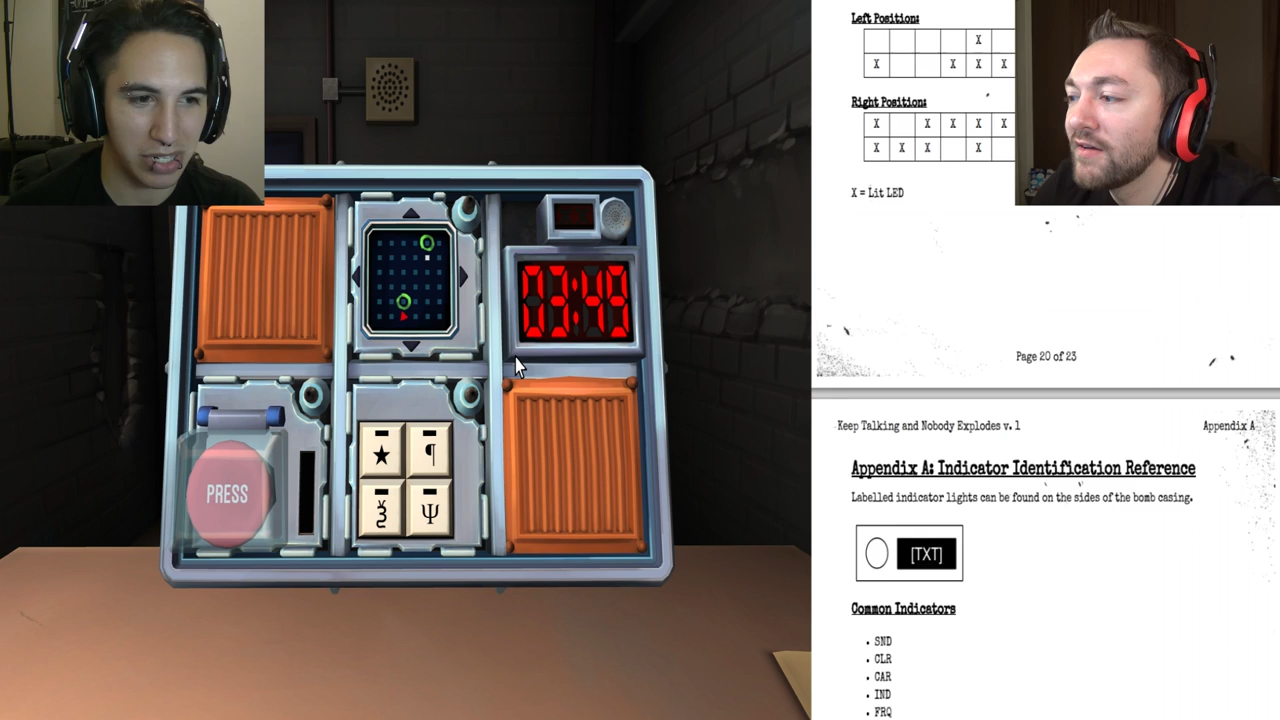 Left Position:
X
X X X X
Right Position:
X X X X X
X X X X
X = Lit LED
Page 20 of 23
03:49
PRESS
★ ¶
Ψ
Keep Talking and Nobody Explodes v. 1
Appendix A
Appendix A: Indicator Identification Reference
Labelled indicator lights can be found on the sides of the bomb casing.
[TXT]
Common Indicators
• SND
• CLR
• CAR
• IND
• FRQ